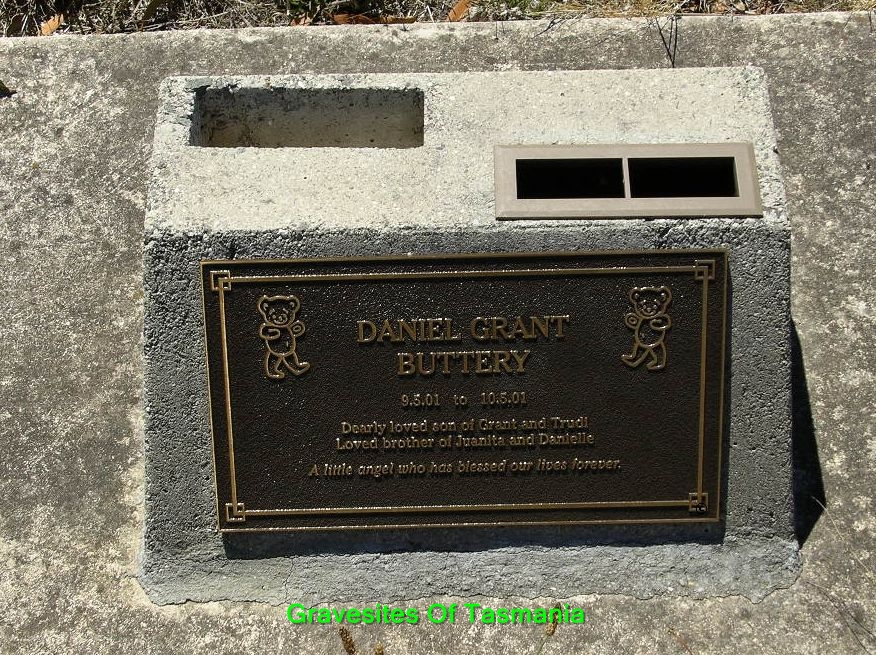 DANIEL GRANT
BUTTERY
9.5.01 to 10.5.01
Dearly loved son of Grant and Trudi
Loved brother of Juanita and Danielle
A little angel who has blessed our lives forever.
Gravesites Of Tasmania